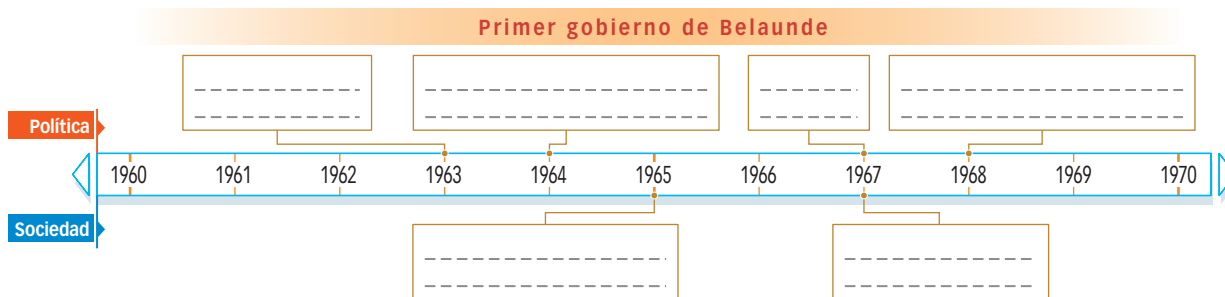 Primer gobierno de Belaunde
Política
1960 1961 1962 1963 1964 1965 1966 1967 1968 1969 1970
Sociedad